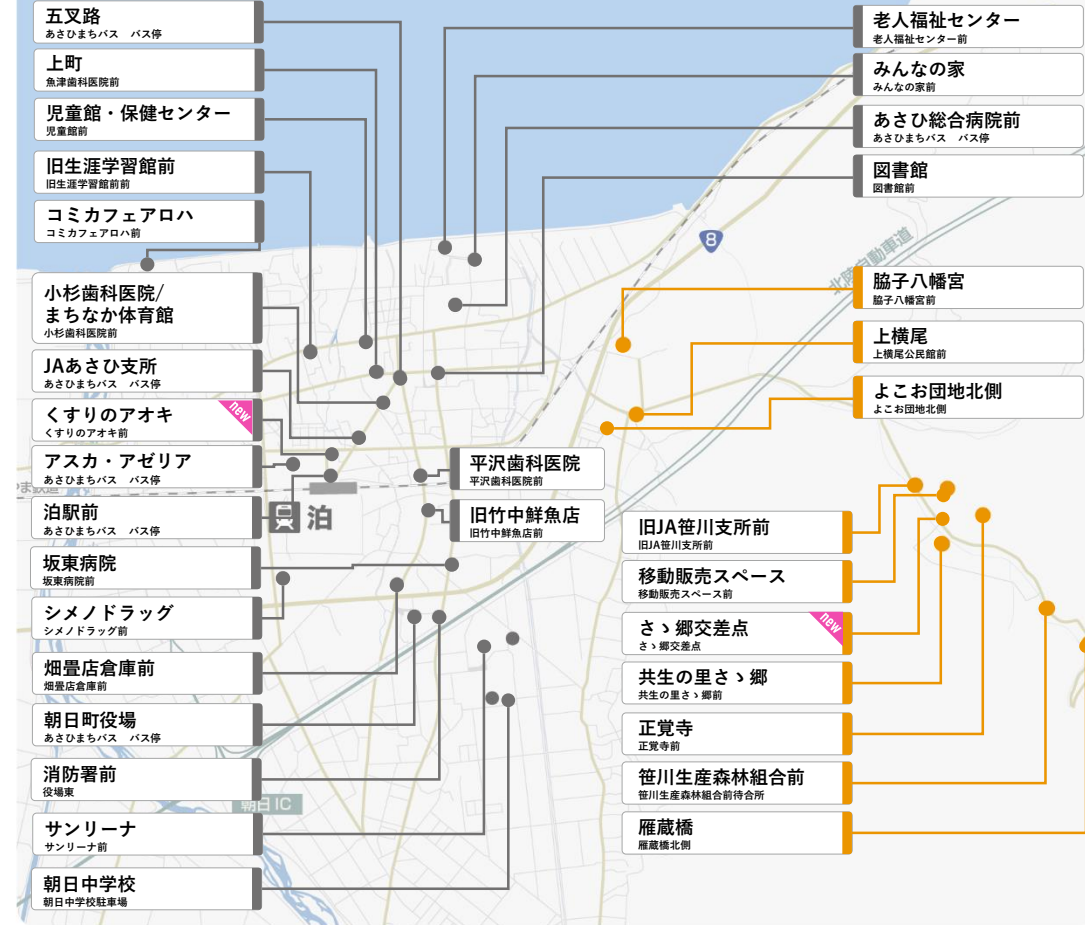 五叉路
あさひまちバス　バス停
上町
魚津歯科医院前
児童館・保健センター
児童館前
旧生涯学習館前
旧生涯学習館前前
コミカフェアロハ
コミカフェアロハ前
小杉歯科医院/
まちなか体育館
小杉歯科医院前
JAあさひ支所
あさひまちバス　バス停
くすりのアオキ
くすりのアオキ前
new
アスカ・アゼリア
あさひまちバス　バス停
泊駅前
あさひまちバス　バス停
坂東病院
坂東病院前
シメノドラッグ
シメノドラッグ前
畑畳店倉庫前
畑畳店倉庫前
朝日町役場
あさひまちバス　バス停
消防署前
役場東
サンリーナ
サンリーナ前
朝日中学校
朝日中学校駐車場
平沢歯科医院
平沢歯科医院前
旧竹中鮮魚店
旧竹中鮮魚店前
泊
朝日IC
老人福祉センター
老人福祉センター前
みんなの家
みんなの家前
あさひ総合病院前
あさひまちバス　バス停
図書館
図書館前
8
北陸自動車道
脇子八幡宮
脇子八幡宮前
上横尾
上横尾公民館前
よこお団地北側
よこお団地北側
旧JA笹川支所前
旧JA笹川支所前
移動販売スペース
移動販売スペース前
さゝ郷交差点
さゝ郷交差点
new
共生の里さゝ郷
共生の里さゝ郷前
正覚寺
正覚寺前
笹川生産森林組合前
笹川生産森林組合前待合所
雁蔵橋
雁蔵橋北側